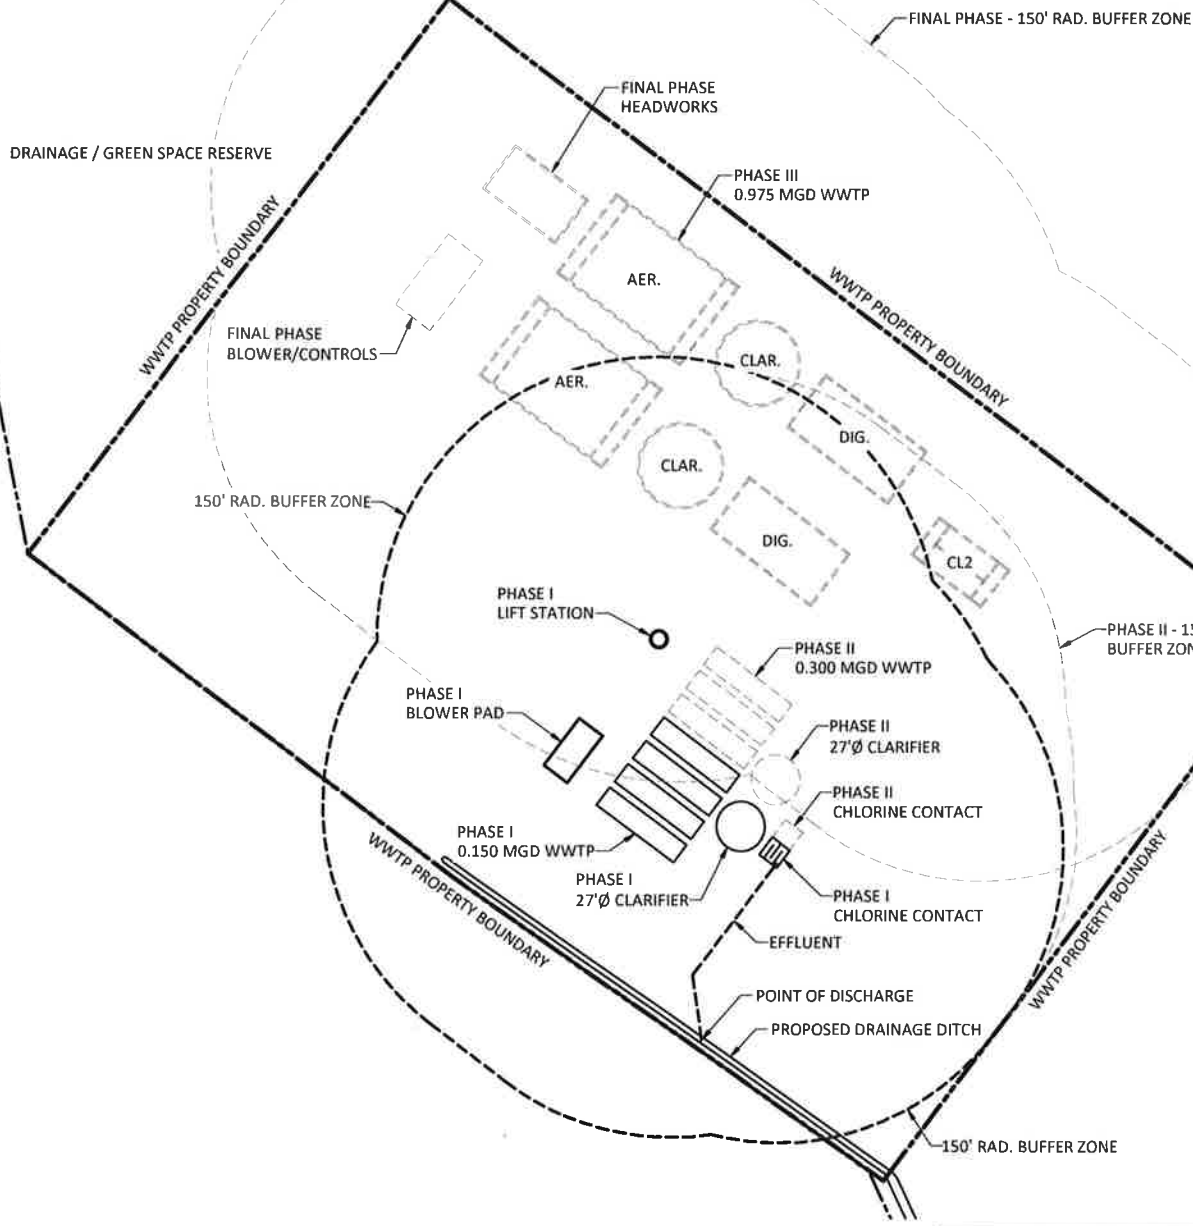 FINAL PHASE - 150' RAD. BUFFER ZONE
FINAL PHASE
HEADWORKS
DRAINAGE / GREEN SPACE RESERVE
PHASE III
0.975 MGD WWTP
WWTP PROPERTY BOUNDARY
AER.
WWTP PROPERTY BOUNDARY
FINAL PHASE
BLOWER/CONTROLS
CLAR.
AER.
DIG.
CLAR.
150' RAD. BUFFER ZONE
DIG.
CL2
PHASE I
LIFT STATION
PHASE II - 
BUFFER
PHASE II
0.300 MGD WWTP
PHASE I
BLOWER PAD
PHASE II
27'Ø CLARIFIER
PHASE II
CHLORINE CONTACT
PHASE I
0.150 MGD WWTP
WWTP PROPERTY BOUNDARY
PHASE I
27'Ø CLARIFIER
PHASE I
CHLORINE CONTACT
WWTP PROPERTY BOUNDARY
EFFLUENT
POINT OF DISCHARGE
PROPOSED DRAINAGE DITCH
150' RAD. BUFFER ZONE